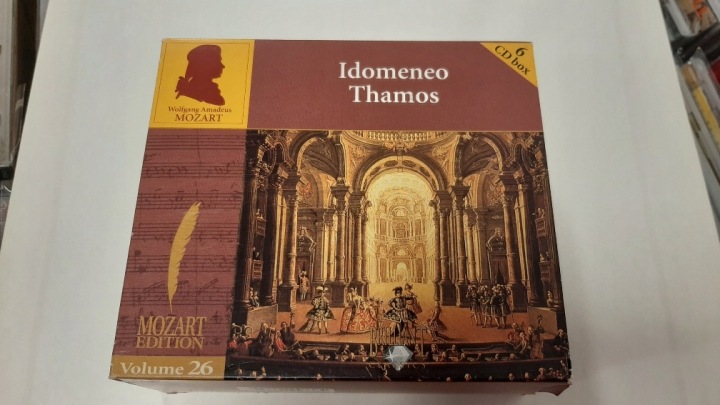 Wolfgang Amadeus
MOZART
Idomeneo
Thamos
6
CD box
MOZART
EDITION
Volume 26